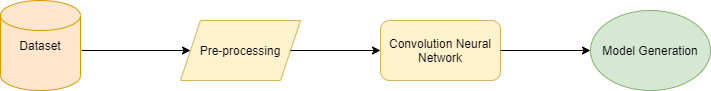 Dataset
Pre-processing
Convolution Neural
Network
Model Generation